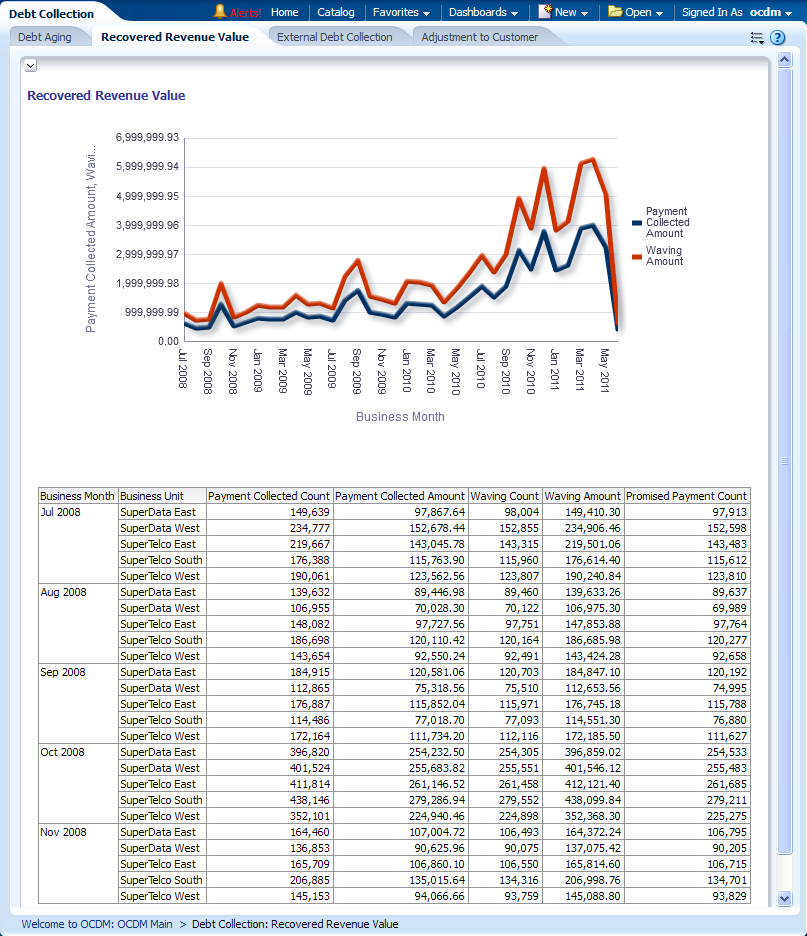 Debt Collection
Alerts! Home Catalog Favorites Dashboards New Open Signed In As ocdm
Debt Aging Recovered Revenue Value External Debt Collection Adjustment to Customer
Recovered Revenue Value
Payment Collected Amount, Wavi...
6,999,999.93
5,999,999.94
4,999,999.95
3,999,999.96
2,999,999.97
1,999,999.98
999,999.99
0.00
Payment
Collected
Amount
Waving
Amount
Jul 2008 Sep 2008 Nov 2008 Jan 2009 Mar 2009 May 2009 Jul 2009 Sep 2009 Nov 2009 Jan 2010 Mar 2010 May 2010 Jul 2010 Sep 2010 Nov 2010 Jan 2011 Mar 2011 May 2011
Business Month
Business Month Business Unit Payment Collected Count Payment Collected Amount Waving Count Waving Amount Promised Payment Count
Jul 2008 SuperData East 149,639 97,867.64 98,004 149,410.30 97,913
SuperData West 234,777 152,678.44 152,855 234,906.46 152,598
SuperTelco East 219,667 143,045.78 143,315 219,501.06 143,483
SuperTelco South 176,388 115,763.90 115,960 176,614.40 115,612
SuperTelco West 190,061 123,562.56 123,807 190,240.84 123,810
Aug 2008 SuperData East 139,632 89,446.98 89,460 139,633.26 89,637
SuperData West 106,955 70,028.30 70,122 106,975.30 69,989
SuperTelco East 148,082 97,727.56 97,751 147,853.88 97,764
SuperTelco South 186,698 120,110.42 120,164 186,685.98 120,277
SuperTelco West 143,654 92,550.24 92,491 143,424.28 92,658
Sep 2008 SuperData East 184,915 120,581.06 120,703 184,847.10 120,192
SuperData West 112,865 75,318.56 75,510 112,653.56 74,995
SuperTelco East 176,887 115,852.04 115,971 176,745.18 115,788
SuperTelco South 114,486 77,018.70 77,093 114,551.30 76,880
SuperTelco West 172,164 111,734.20 112,116 172,185.50 111,627
Oct 2008 SuperData East 396,820 254,232.50 254,305 396,859.02 254,533
SuperData West 401,524 255,683.82 255,551 401,546.12 255,483
SuperTelco East 411,814 261,146.52 261,458 412,121.40 261,685
SuperTelco South 438,146 279,286.94 279,552 438,099.84 279,211
SuperTelco West 352,101 224,940.46 224,898 352,368.30 225,275
Nov 2008 SuperData East 164,460 107,004.72 106,493 164,372.24 106,795
SuperData West 136,853 90,625.96 90,075 137,075.42 90,205
SuperTelco East 165,709 106,860.10 106,550 165,814.60 106,715
SuperTelco South 206,885 135,015.64 134,316 206,998.76 134,701
SuperTelco West 145,153 94,066.66 93,759 145,088.80 93,829
Welcome to OCDM: OCDM Main > Debt Collection: Recovered Revenue Value